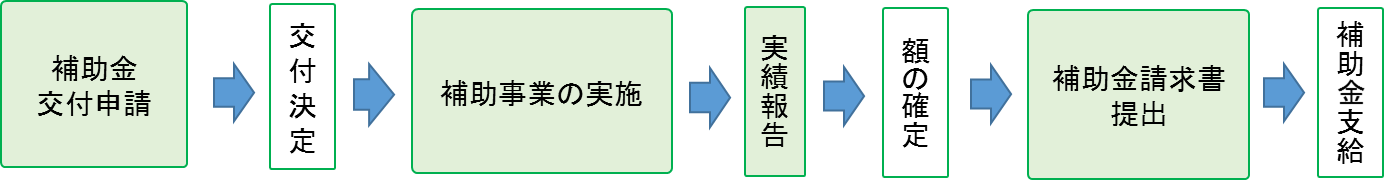 補助金
交付申請
交付決定
補助事業の実施
実績報告
額の確定
補助金請求書
提出
補助金支給